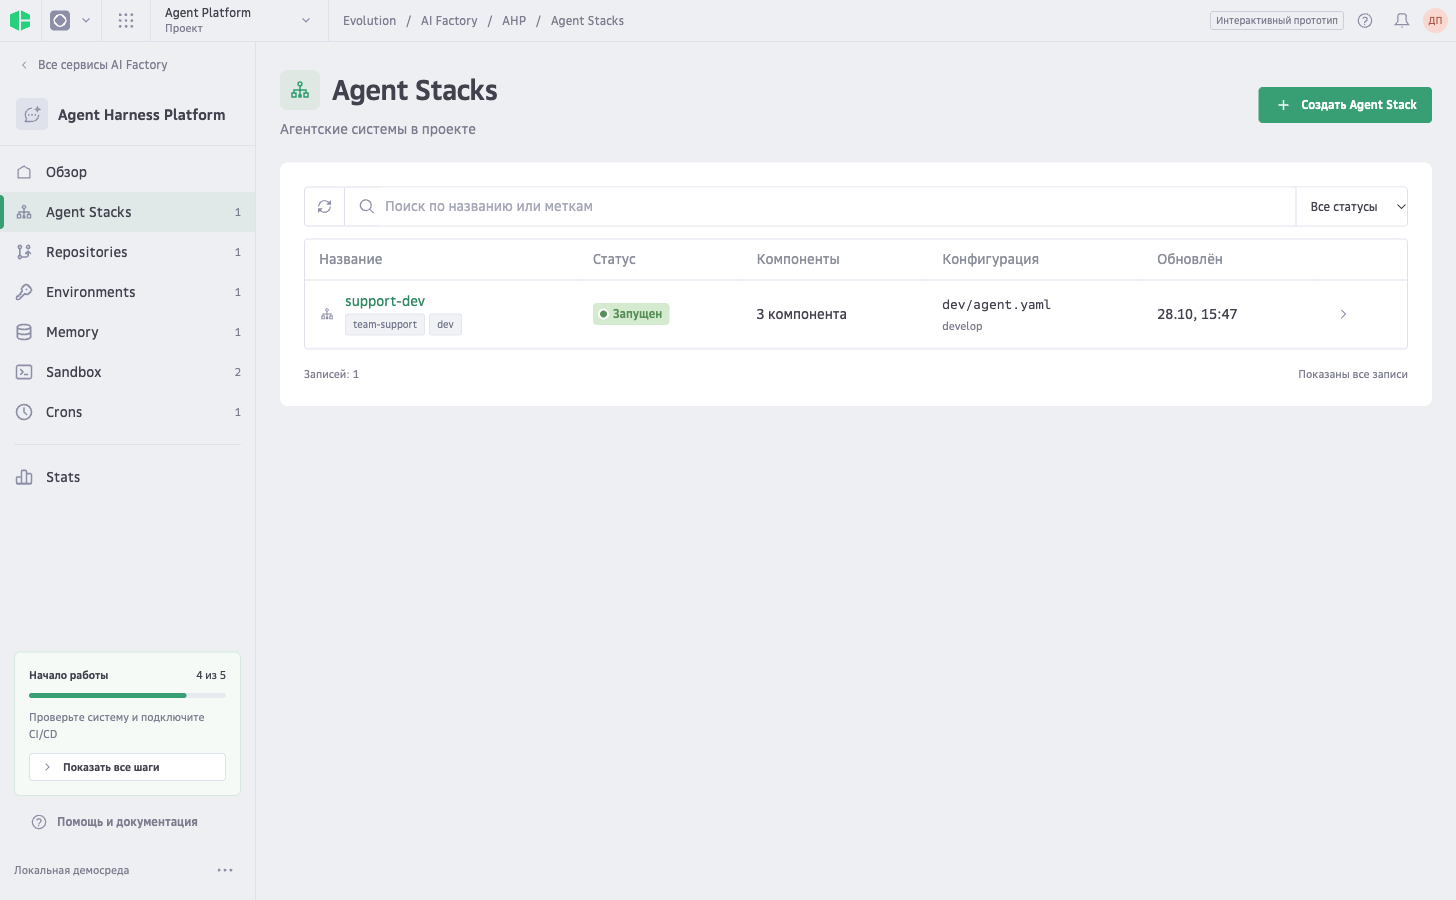 Agent Platform
Проект
Evolution / AI Factory / AHP / Agent Stacks
Интерактивный прототип
ДП
Все сервисы AI Factory
Agent Harness Platform
Обзор
Agent Stacks 1
Repositories 1
Environments 1
Memory 1
Sandbox 2
Crons 1
Stats
Начало работы 4 из 5
Проверьте систему и подключите
CI/CD
Показать все шаги
Помощь и документация
Локальная демосреда
Agent Stacks
Агентские системы в проекте
Создать Agent Stack
Поиск по названию или меткам
Все статусы
Название Статус Компоненты Конфигурация Обновлён
support-dev
team-support dev
Запущен
3 компонента
dev/agent.yaml
develop
28.10, 15:47
Записей: 1
Показаны все записи